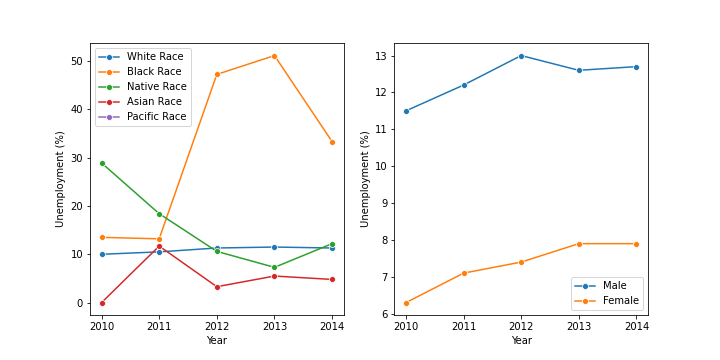 White Race
Black Race
Native Race
Asian Race
Pacific Race
50
40
30
20
10
0
Unemployment (%)
2010 2011 2012 2013 2014
Year
13
12
11
10
9
8
7
6
Unemployment (%)
Male
Female
2010 2011 2012 2013 2014
Year